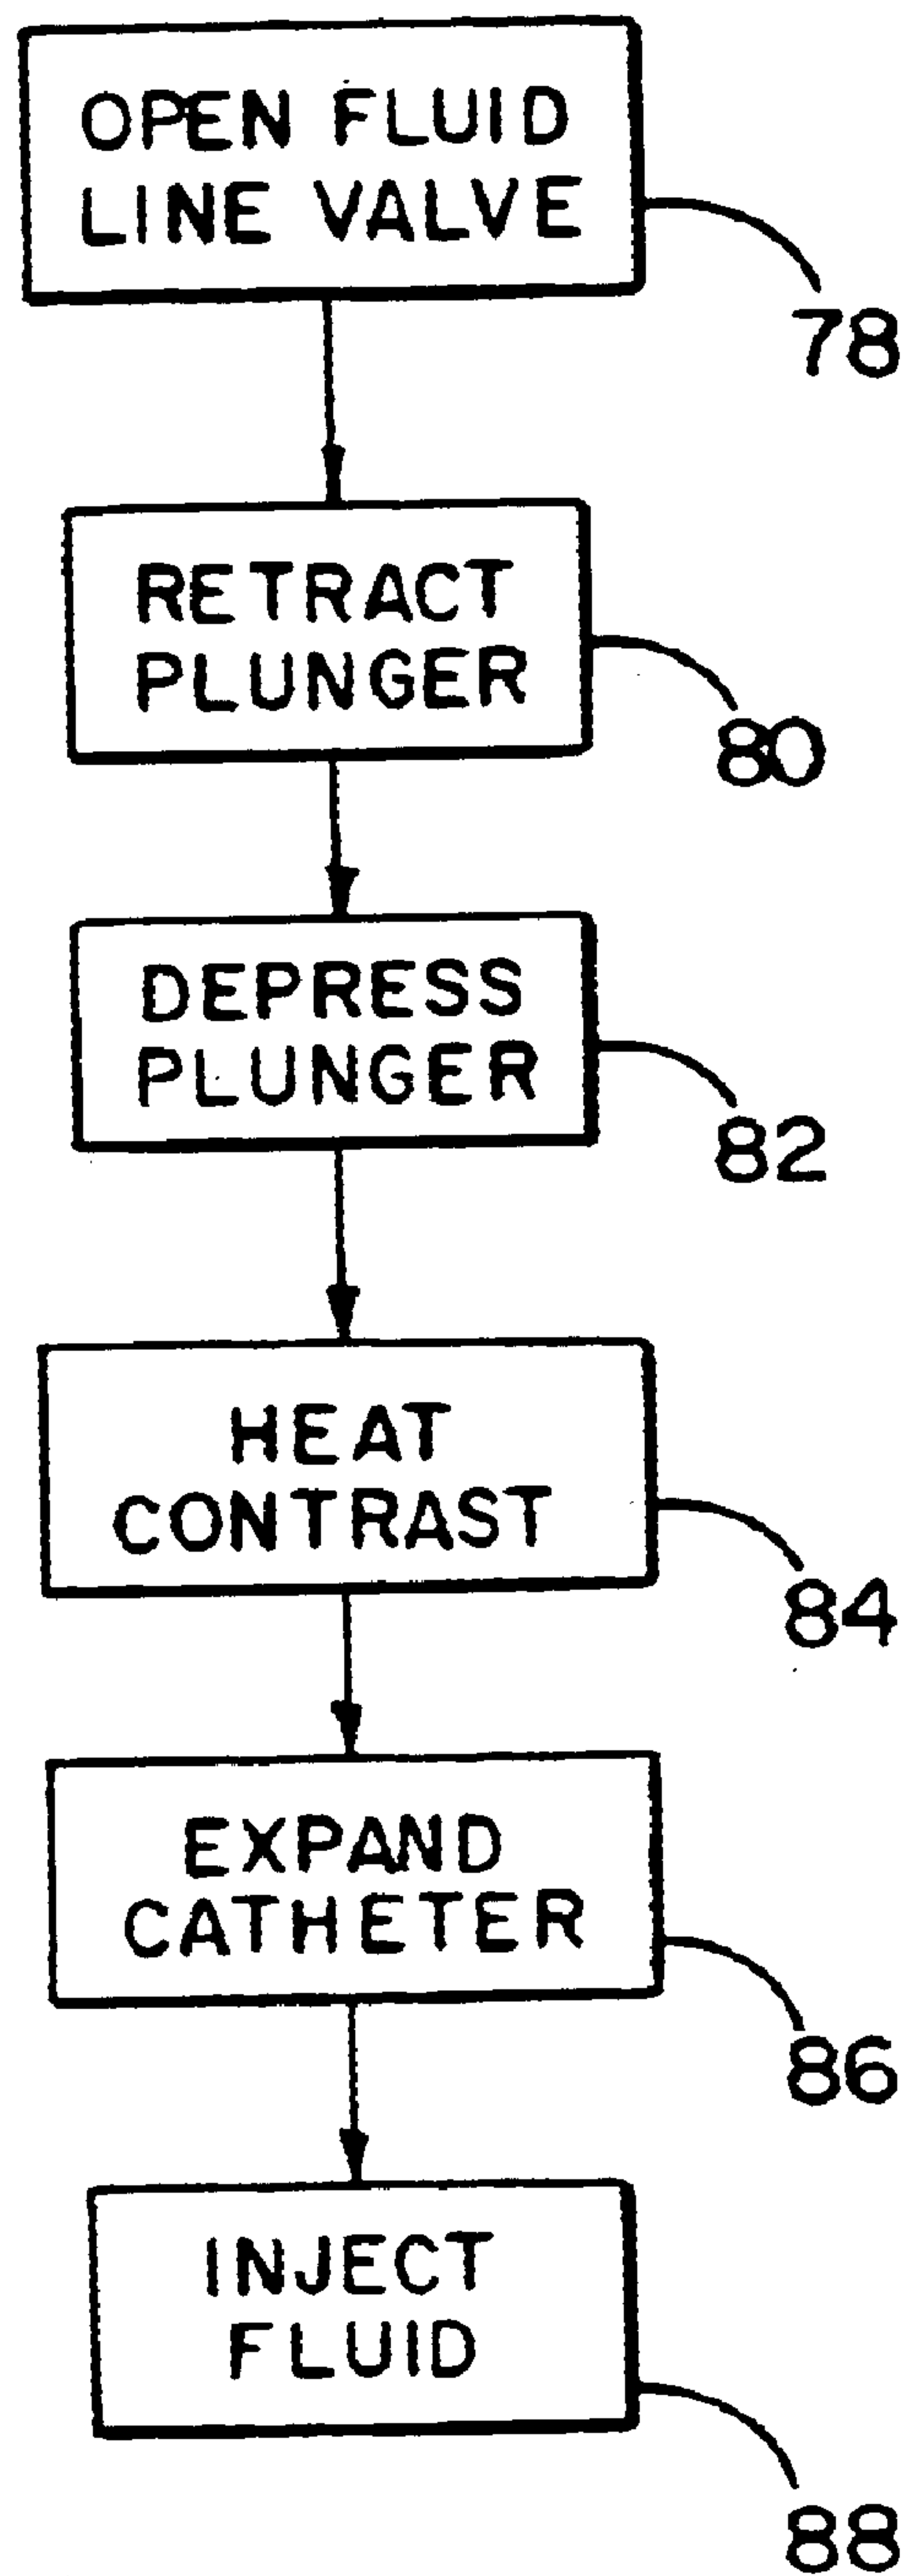 OPEN FLUID
LINE VALVE
78
RETRACT
PLUNGER
80
DEPRESS
PLUNGER
82
HEAT
CONTRAST
84
EXPAND
CATHETER
86
INJECT
FLUID
88